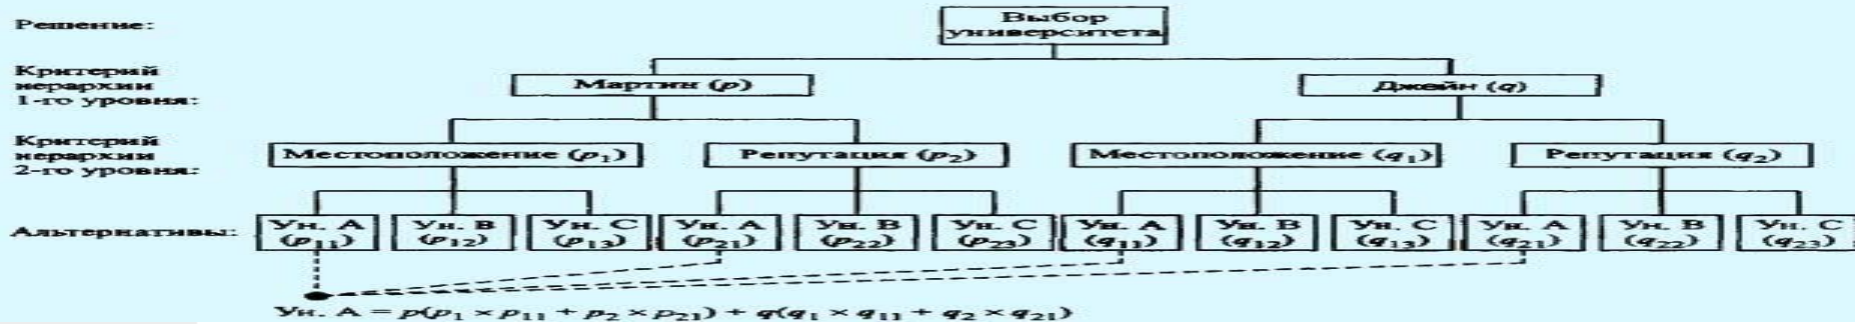 Решение:
Выбор
университета
Критерий
иерархии
1-го уровня:
Мартин (p)
Джейн (q)
Критерий
иерархии
2-го уровня:
Местоположение (p₁)
Репутация (p₂)
Местоположение (q₁)
Репутация (q₂)
Альтернативы:
Ун. A
(p₁₁)
Ун. B
(p₁₂)
Ун. C
(p₁₃)
Ун. A
(p₂₁)
Ун. B
(p₂₂)
Ун. C
(p₂₃)
Ун. A
(q₁₁)
Ун. B
(q₁₂)
Ун. C
(q₁₃)
Ун. A
(q₂₁)
Ун. B
(q₂₂)
Ун. C
(q₂₃)
Ун. A = p(p₁ × p₁₁ + p₂ × p₂₁) + q(q₁ × q₁₁ + q₂ × q₂₁)